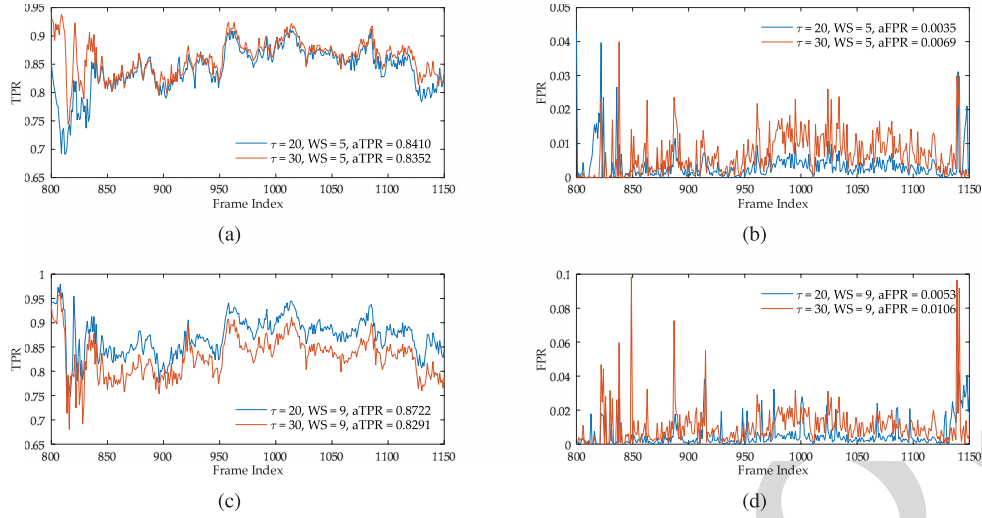 0.95
0.9
0.85
0.8
0.75
0.7
0.65
TPR
τ = 20, WS = 5, aTPR = 0.8410
τ = 30, WS = 5, aTPR = 0.8352
800 850 900 950 1000 1050 1100 1150
Frame Index
(a)
0.05
0.04
0.03
0.02
0.01
0
FPR
τ = 20, WS = 5, aFPR = 0.0035
τ = 30, WS = 5, aFPR = 0.0069
800 850 900 950 1000 1050 1100 1150
Frame Index
(b)
1
0.95
0.9
0.85
0.8
0.75
0.7
0.65
TPR
τ = 20, WS = 9, aTPR = 0.8722
τ = 30, WS = 9, aTPR = 0.8291
800 850 900 950 1000 1050 1100 1150
Frame Index
(c)
0.1
0.08
0.06
0.04
0.02
0
FPR
τ = 20, WS = 9, aFPR = 0.0053
τ = 30, WS = 9, aFPR = 0.0106
800 850 900 950 1000 1050 1100 1150
Frame Index
(d)